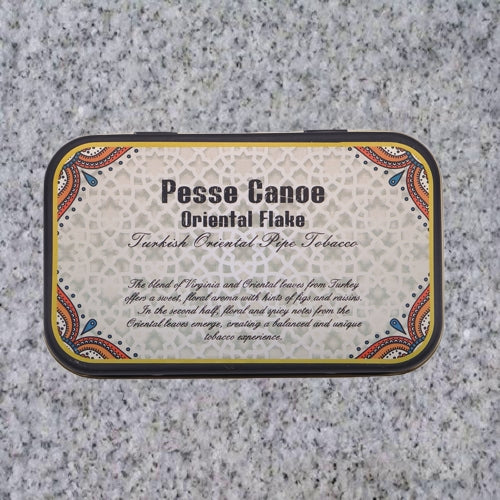 Pesse Canoe
Oriental Flake
Turkish Oriental Pipe Tobacco
The blend of Virginia and Oriental leaves from Turkey
offers a sweet, floral aroma with hints of figs and raisins.
In the second half, floral and spicy notes from the
Oriental leaves emerge, creating a balanced and unique
tobacco experience.